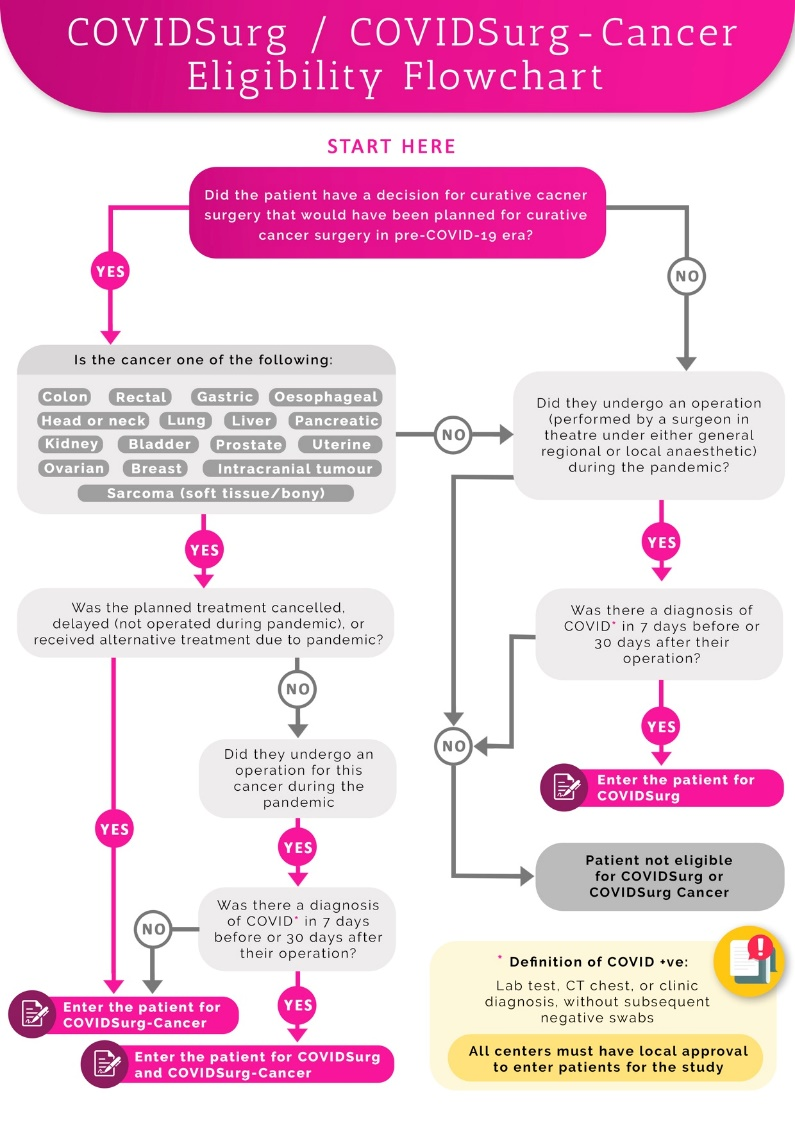 COVIDSurg / COVIDSurg-Cancer
Eligibility Flowchart
START HERE
Did the patient have a decision for curative cacner
surgery that would have been planned for curative
cancer surgery in pre-COVID-19 era?
YES
NO
Is the cancer one of the following:
Colon Rectal Gastric Oesophageal
Head or neck Lung Liver Pancreatic
Kidney Bladder Prostate Uterine
Ovarian Breast Intracranial tumour
Sarcoma (soft tissue/bony)
NO
Did they undergo an operation
(performed by a surgeon in
theatre under either general
regional or local anaesthetic)
during the pandemic?
YES
YES
Was the planned treatment cancelled,
delayed (not operated during pandemic), or
received alternative treatment due to pandemic?
Was there a diagnosis of
COVID* in 7 days before or
30 days after their
operation?
NO
YES
NO
Did they undergo an
operation for this
cancer during the
pandemic
Enter the patient for
COVIDSurg
YES
YES
Patient not eligible
for COVIDSurg or
COVIDSurg Cancer
Was there a diagnosis
of COVID* in 7 days
before or 30 days after
their operation?
NO
YES
Enter the patient for
COVIDSurg-Cancer
Enter the patient for COVIDSurg
and COVIDSurg-Cancer
* Definition of COVID +ve:
Lab test, CT chest, or clinic
diagnosis, without subsequent
negative swabs
All centers must have local approval
to enter patients for the study